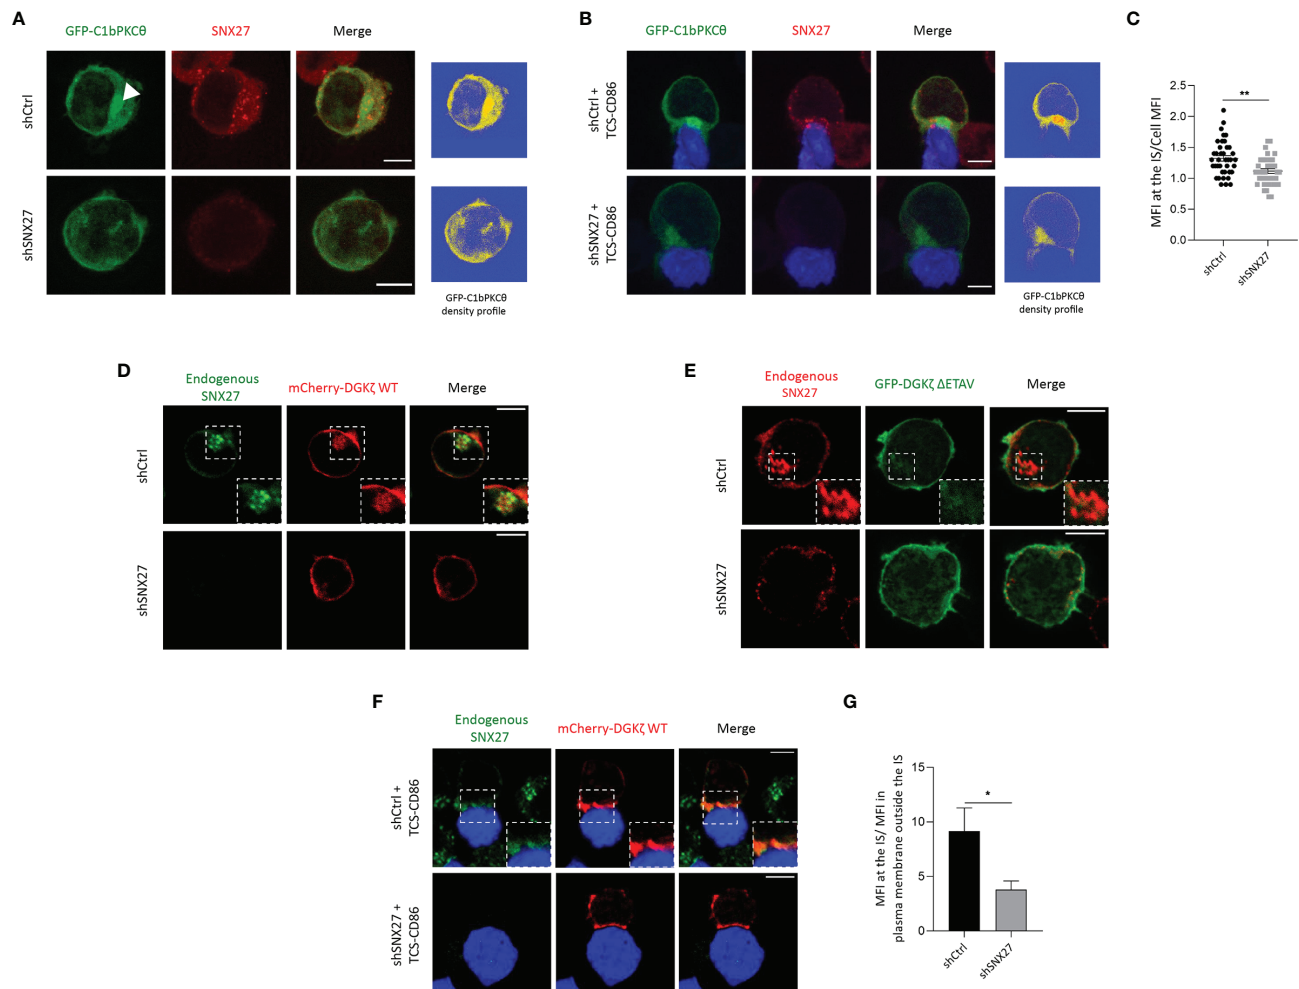 A
GFP-C1bPKCθ
SNX27
Merge
shCtrl
shSNX27
GFP-C1bPKCθ
density profile
B
GFP-C1bPKCθ
SNX27
Merge
shCtrl +
TCS-CD86
shSNX27 +
TCS-CD86
GFP-C1bPKCθ
density profile
C
MFI at the IS/Cell MFI
2.5
2.0
1.5
1.0
0.5
0.0
**
shCtrl
shSNX27
D
Endogenous
SNX27
mCherry-DGKζ WT
Merge
shCtrl
shSNX27
E
Endogenous
SNX27
GFP-DGKζ ΔETAV
Merge
shCtrl
shSNX27
F
Endogenous
SNX27
mCherry-DGKζ WT
Merge
shCtrl +
TCS-CD86
shSNX27 +
TCS-CD86
G
MFI at the IS/ MFI in
plasma membrane outside the IS
15
10
5
0
*
shCtrl
shSNX27